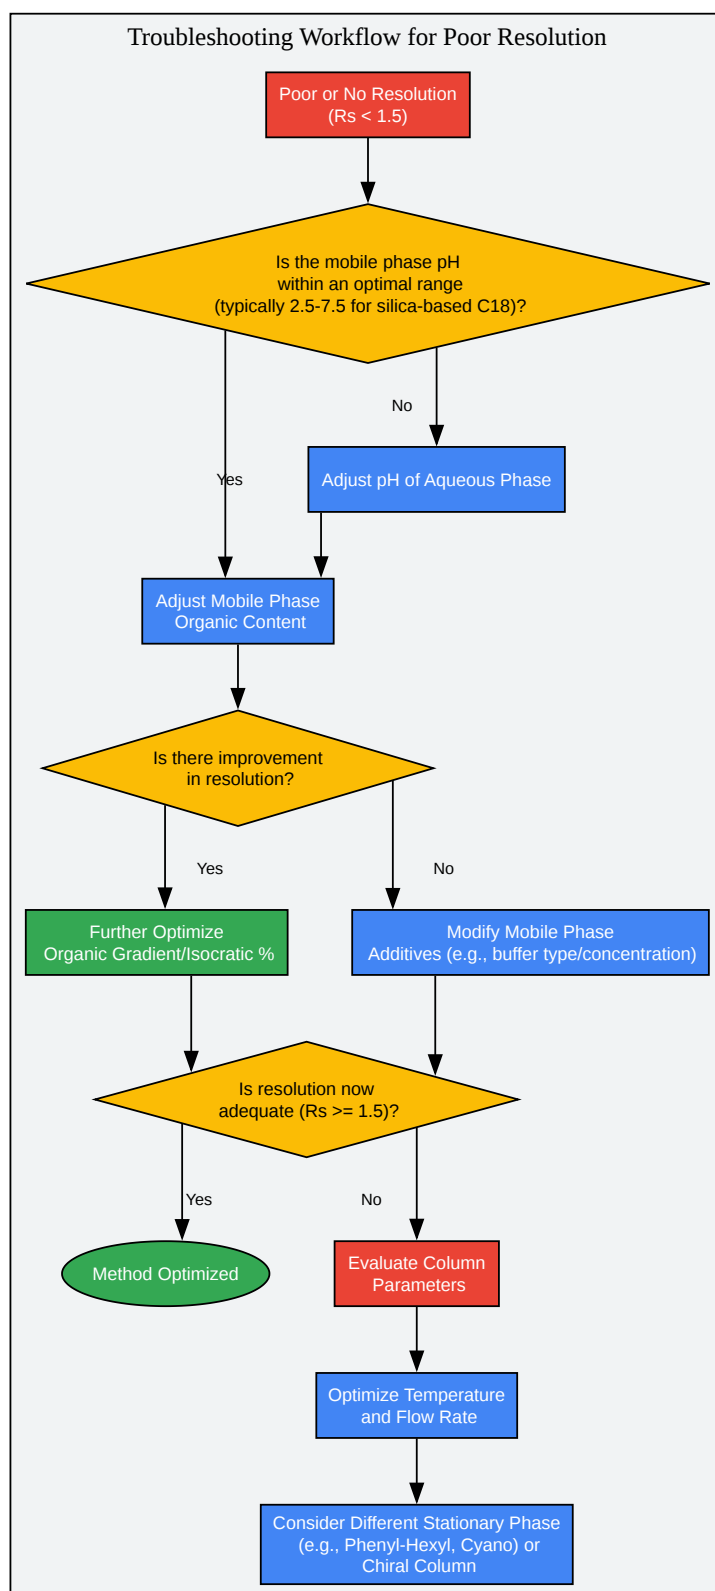 Troubleshooting Workflow for Poor Resolution
Poor or No Resolution
(Rs < 1.5)
Is the mobile phase pH
within an optimal range
(typically 2.5-7.5 for silica-based C18)?
No
Yes
Adjust pH of Aqueous Phase
Adjust Mobile Phase
Organic Content
Is there improvement
in resolution?
Yes
No
Further Optimize
Organic Gradient/Isocratic %
Modify Mobile Phase
Additives (e.g., buffer type/concentration)
Is resolution now
adequate (Rs >= 1.5)?
Yes
No
Method Optimized
Evaluate Column
Parameters
Optimize Temperature
and Flow Rate
Consider Different Stationary Phase
(e.g., Phenyl-Hexyl, Cyano) or
Chiral Column